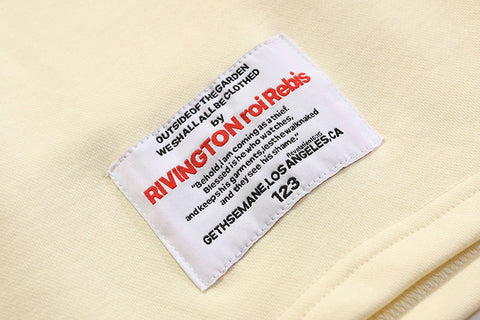 OUTSIDE OF THE GARDEN
WE SHALL ALL BE CLOTHED
by
RIVINGTON roi Rebis
"Behold, I am coming as a thief.
Blessed is he who watches,
and keeps his garments, lest he walk naked
and they see his shame."
Revelation 16:15
GETHSEMANE, LOS ANGELES, CA
123